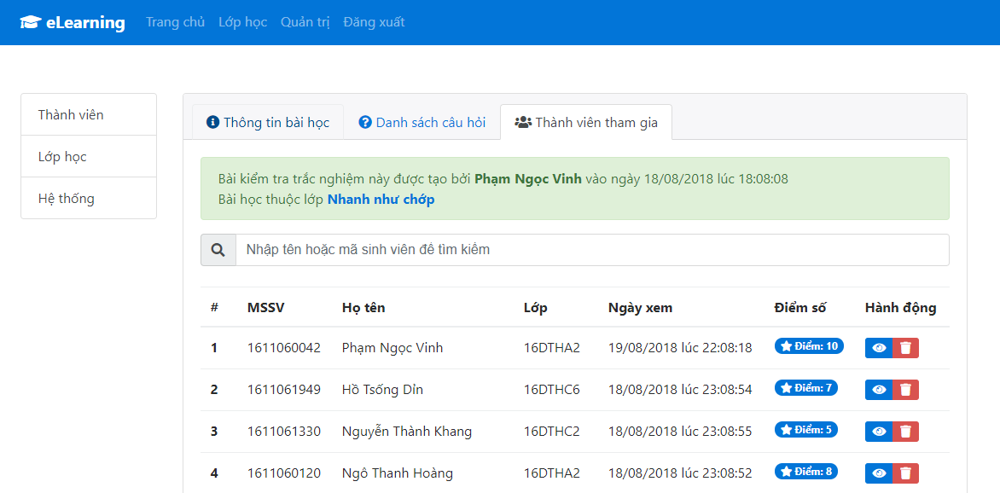 eLearning Trang chủ Lớp học Quản trị Đăng xuất
Thành viên
Lớp học
Hệ thống
Thông tin bài học Danh sách câu hỏi Thành viên tham gia
Bài kiểm tra trắc nghiệm này được tạo bởi Phạm Ngọc Vinh vào ngày 18/08/2018 lúc 18:08:08
Bài học thuộc lớp Nhanh như chớp
Nhập tên hoặc mã sinh viên để tìm kiếm
# MSSV Họ tên Lớp Ngày xem Điểm số Hành động
1 1611060042 Phạm Ngọc Vinh 16DTHA2 19/08/2018 lúc 22:08:18 Điểm: 10
2 1611061949 Hồ Tsống Dỉn 16DTHC6 18/08/2018 lúc 23:08:54 Điểm: 7
3 1611061330 Nguyễn Thành Khang 16DTHC2 18/08/2018 lúc 23:08:55 Điểm: 5
4 1611060120 Ngô Thanh Hoàng 16DTHA2 18/08/2018 lúc 23:08:52 Điểm: 8